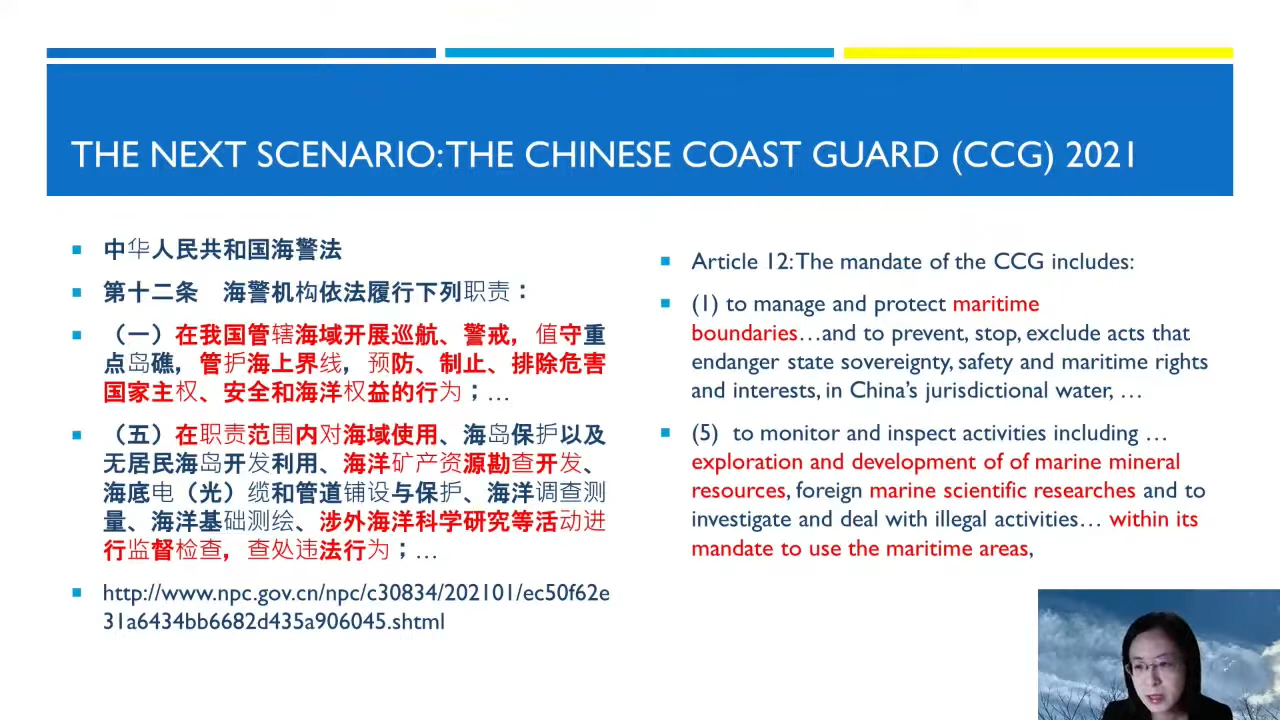 THE NEXT SCENARIO: THE CHINESE COAST GUARD (CCG) 2021
中华人民共和国海警法
第十二条　海警机构依法履行下列职责：
（一）在我国管辖海域开展巡航、警戒，值守重
点岛礁，管护海上界线，预防、制止、排除危害
国家主权、安全和海洋权益的行为；…
（五）在职责范围内对海域使用、海岛保护以及
无居民海岛开发利用、海洋矿产资源勘查开发、
海底电（光）缆和管道铺设与保护、海洋调查测
量、海洋基础测绘、涉外海洋科学研究等活动进
行监督检查，查处违法行为；…
http://www.npc.gov.cn/npc/c30834/202101/ec50f62e
31a6434bb6682d435a906045.shtml
Article 12: The mandate of the CCG includes:
(1) to manage and protect maritime
boundaries…and to prevent, stop, exclude acts that
endanger state sovereignty, safety and maritime rights
and interests, in China’s jurisdictional water, …
(5) to monitor and inspect activities including …
exploration and development of of marine mineral
resources, foreign marine scientific researches and to
investigate and deal with illegal activities… within its
mandate to use the maritime areas,